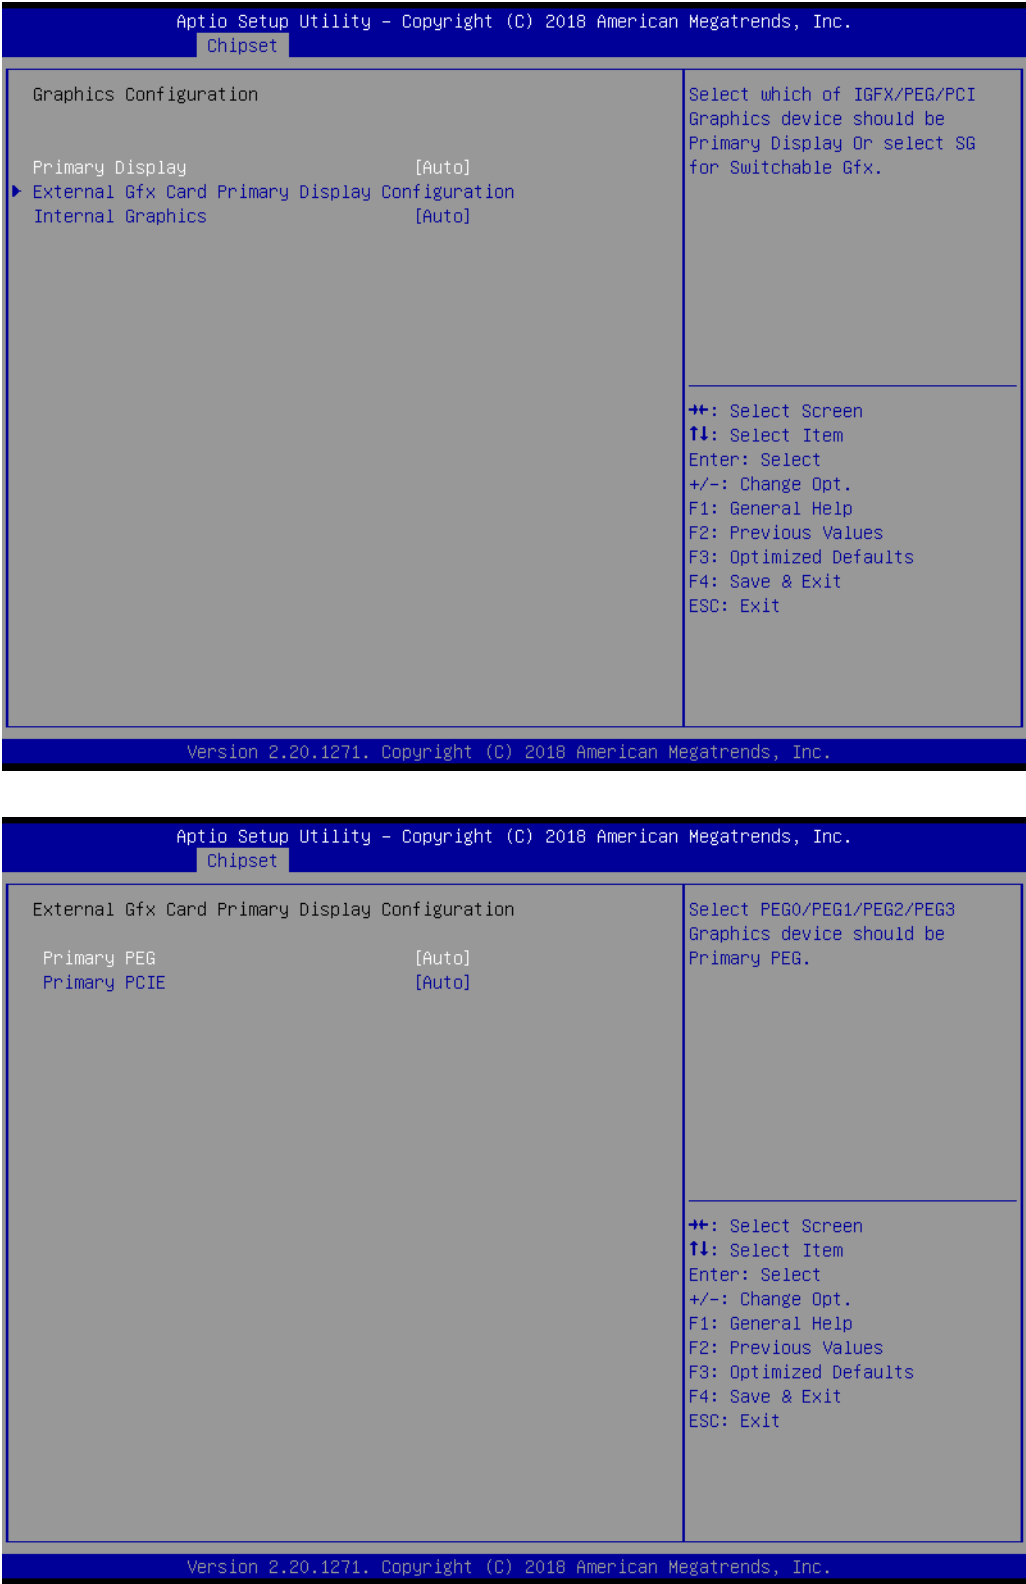 Aptio Setup Utility – Copyright (C) 2018 American Megatrends, Inc.
Chipset
Graphics Configuration
Primary Display [Auto]
External Gfx Card Primary Display Configuration
Internal Graphics [Auto]
Select which of IGFX/PEG/PCI
Graphics device should be
Primary Display Or select SG
for Switchable Gfx.
→←: Select Screen
↑↓: Select Item
Enter: Select
+/-: Change Opt.
F1: General Help
F2: Previous Values
F3: Optimized Defaults
F4: Save & Exit
ESC: Exit
Version 2.20.1271. Copyright (C) 2018 American Megatrends, Inc.
Aptio Setup Utility – Copyright (C) 2018 American Megatrends, Inc.
Chipset
External Gfx Card Primary Display Configuration
Primary PEG [Auto]
Primary PCIE [Auto]
Select PEG0/PEG1/PEG2/PEG3
Graphics device should be
Primary PEG.
→←: Select Screen
↑↓: Select Item
Enter: Select
+/-: Change Opt.
F1: General Help
F2: Previous Values
F3: Optimized Defaults
F4: Save & Exit
ESC: Exit
Version 2.20.1271. Copyright (C) 2018 American Megatrends, Inc.